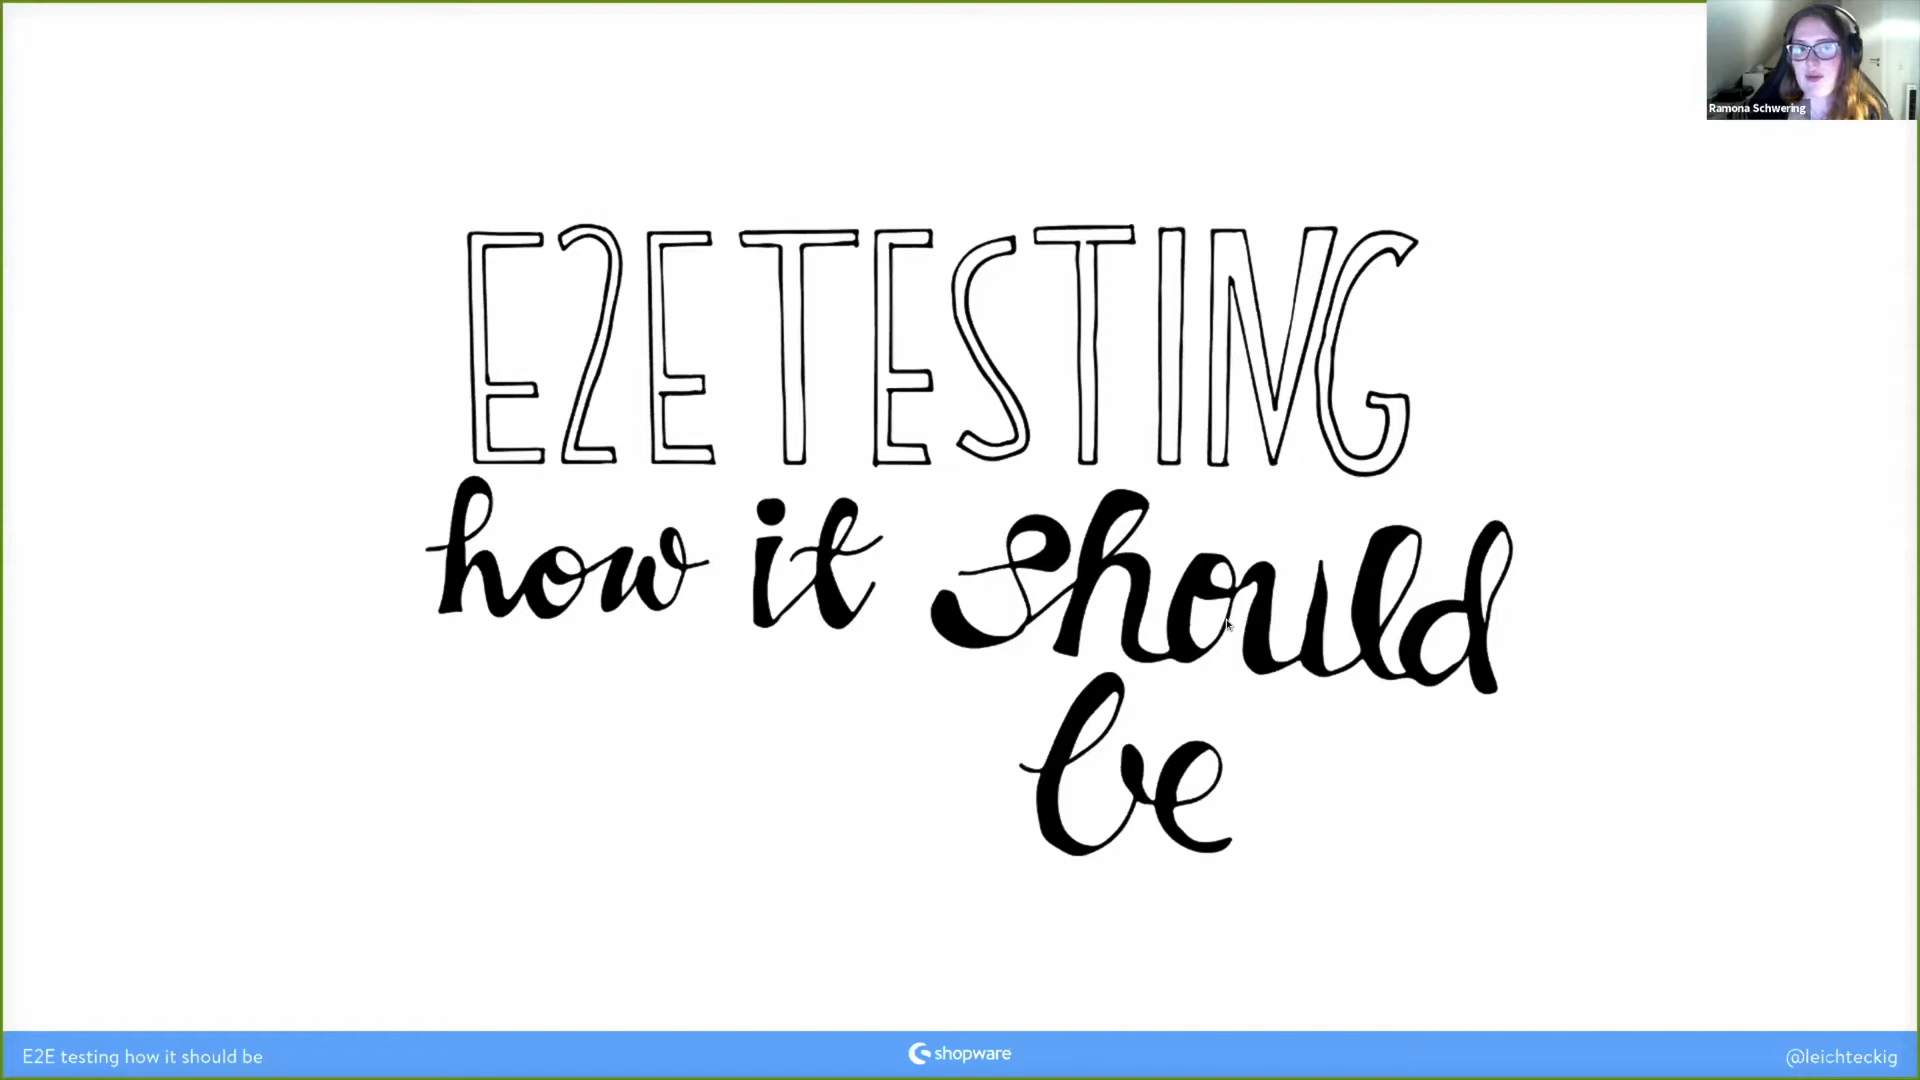 Ramona Schwering
E2E TESTING
how it should
be
E2E testing how it should be
shopware
@leichteckig